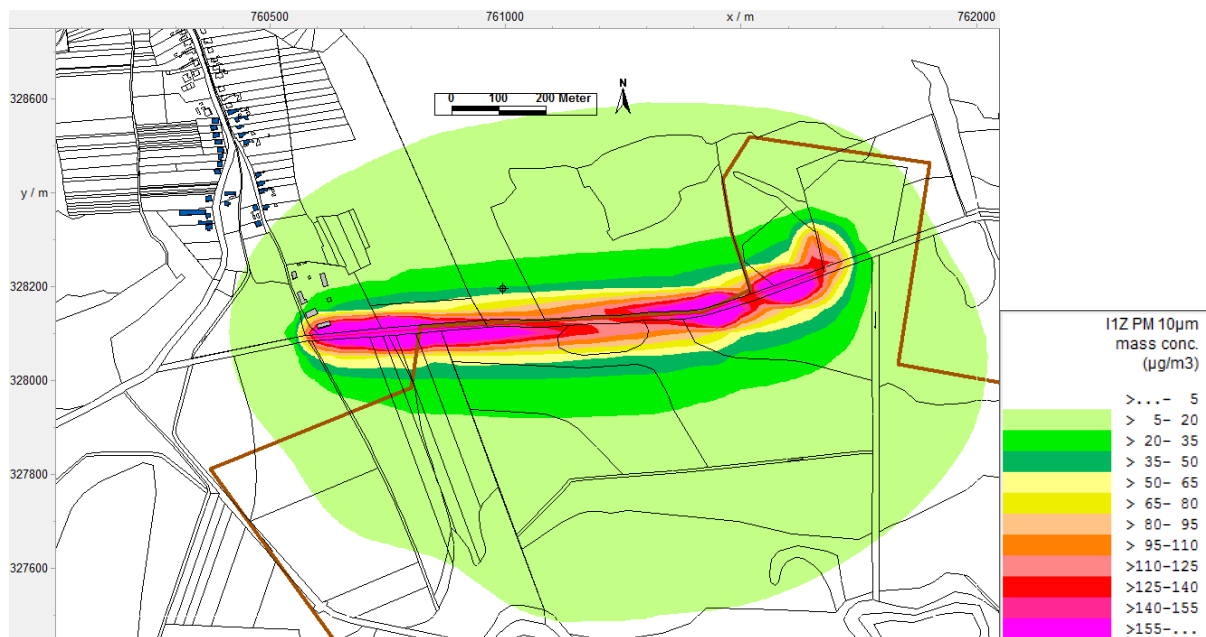 760500 761000 x / m 762000
328600
0 100 200 Meter
N
y / m
328200
328000
327800
327600
I1Z PM 10µm
mass conc.
(µg/m3)
>...- 5
> 5- 20
> 20- 35
> 35- 50
> 50- 65
> 65- 80
> 80- 95
> 95-110
>110-125
>125-140
>140-155
>155-...